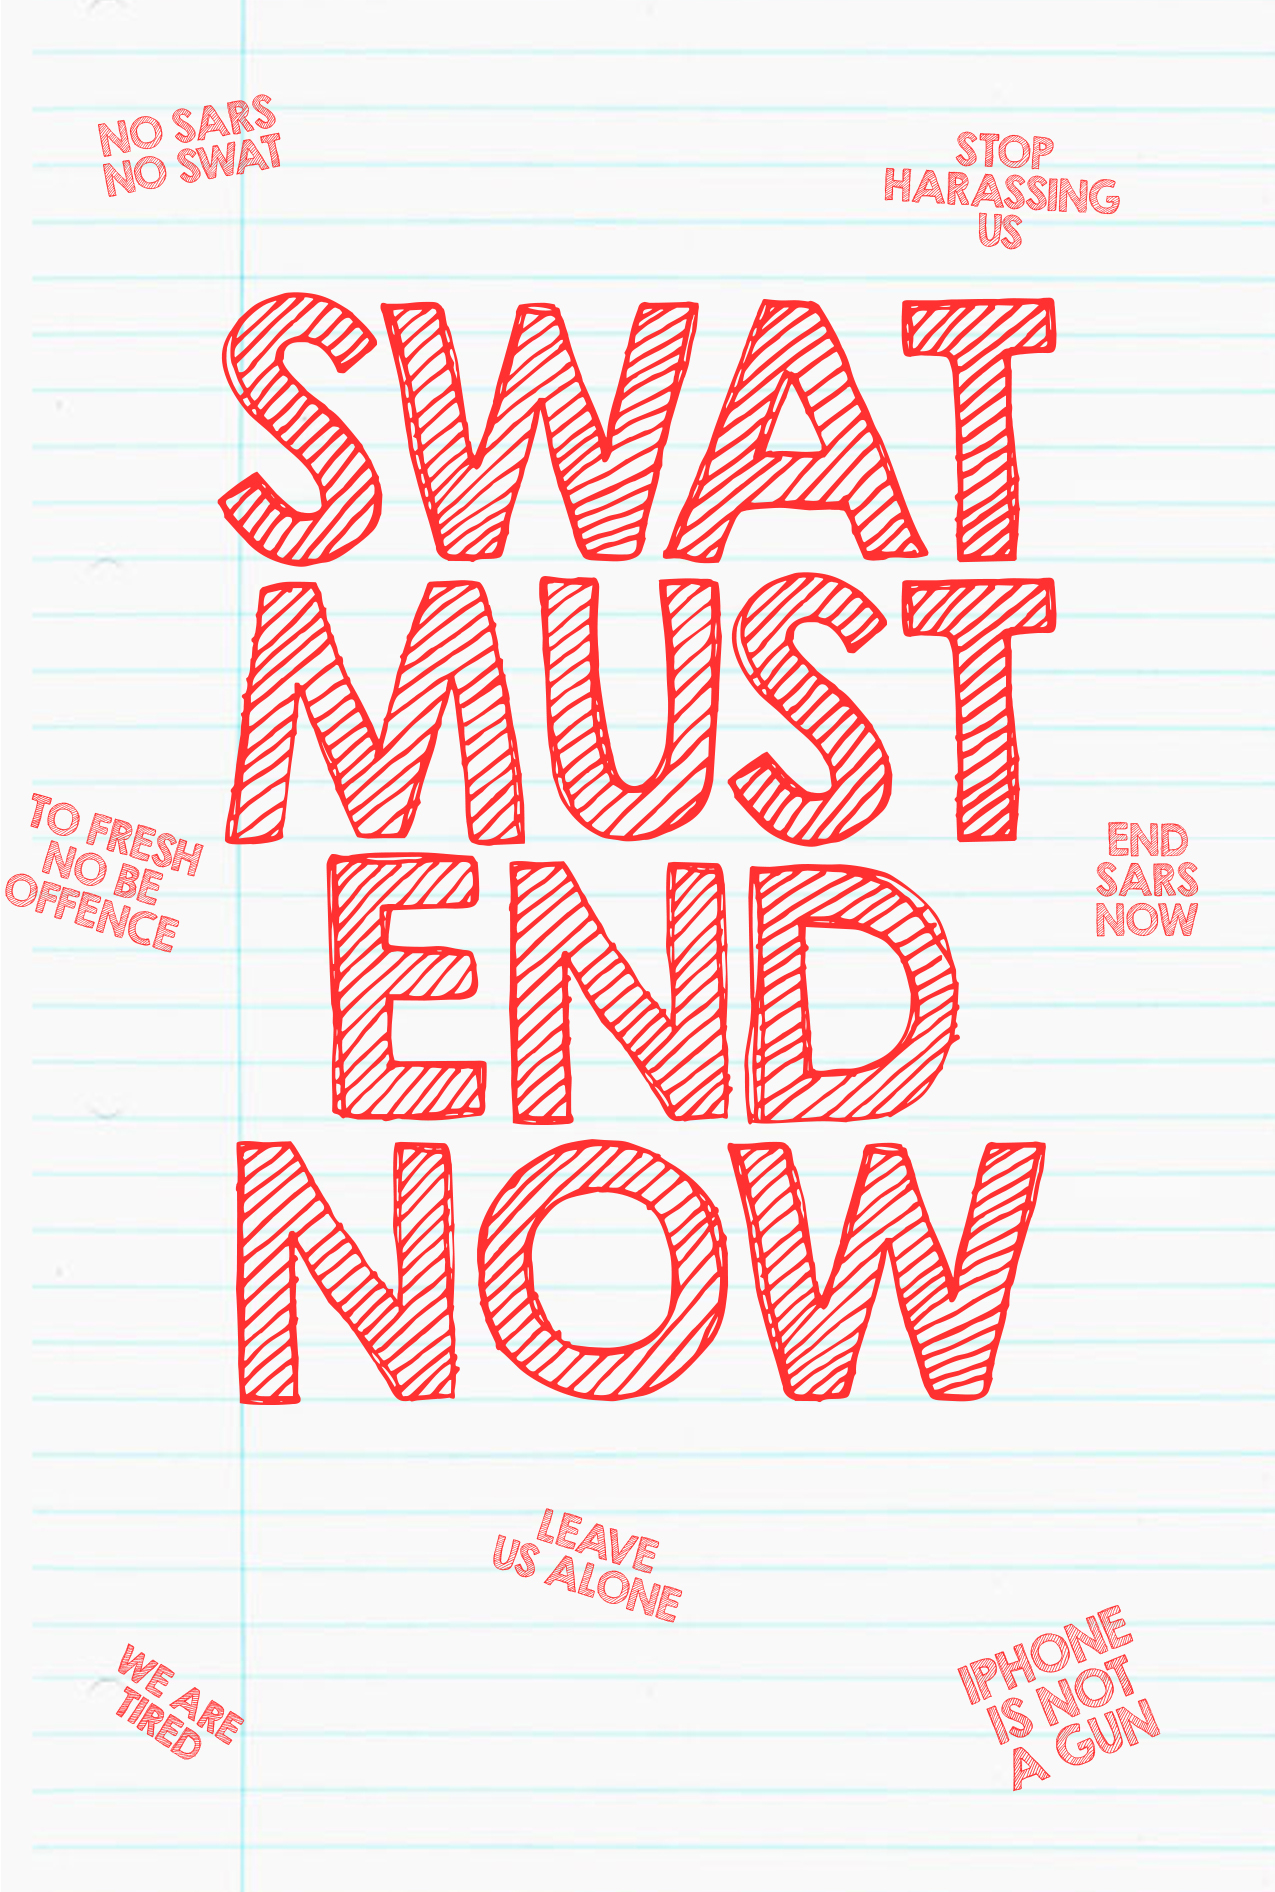 NO SARS
NO SWAT
STOP
HARASSING
US
SWAT
MUST
END
NOW
TO FRESH
NO BE
OFFENCE
END
SARS
NOW
LEAVE
US ALONE
WE ARE
TIRED
IPHONE
IS NOT
A GUN